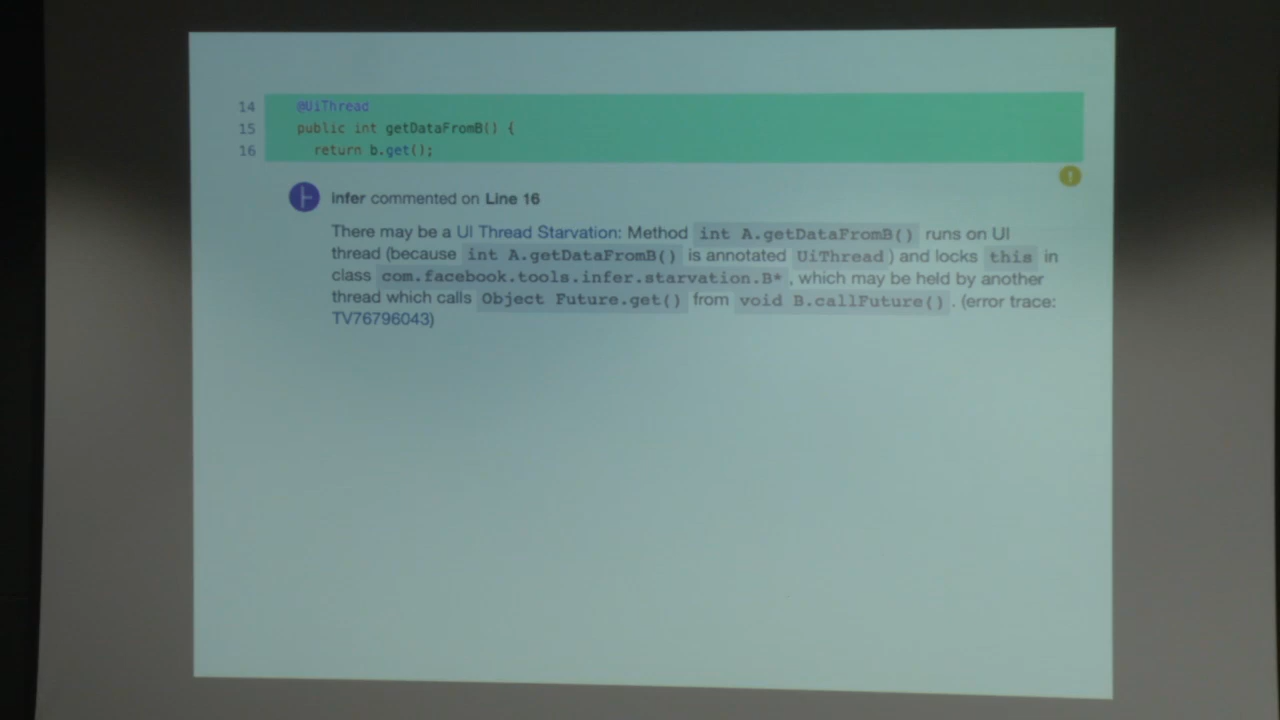 14 @UiThread
15 public int getDataFromB() {
16 return b.get();
infer commented on Line 16
There may be a UI Thread Starvation: Method int A.getDataFromB() runs on UI
thread (because int A.getDataFromB() is annotated UiThread) and locks this in
class com.facebook.tools.infer.starvation.B*, which may be held by another
thread which calls Object Future.get() from void B.callFuture(). (error trace:
TV76796043)